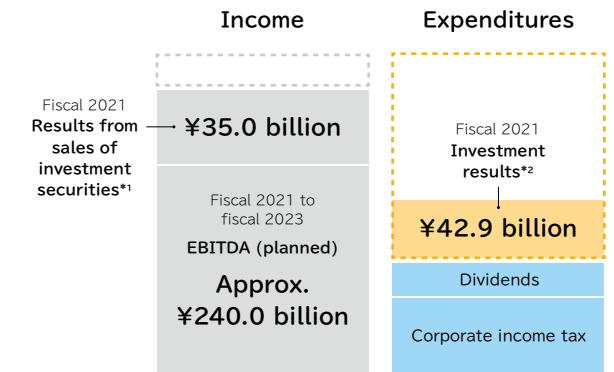 Income
Expenditures
Fiscal 2021
Results from
sales of
investment
securities*1
¥35.0 billion
Fiscal 2021 to
fiscal 2023
EBITDA (planned)
Approx.
¥240.0 billion
Fiscal 2021
Investment
results*2
¥42.9 billion
Dividends
Corporate income tax